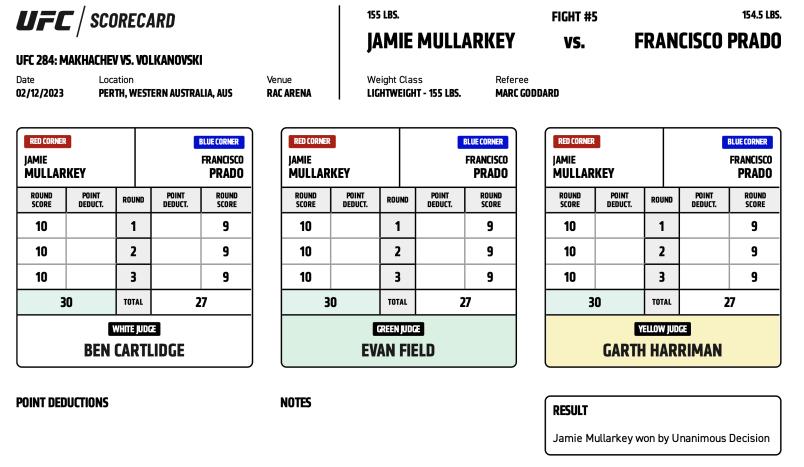 UFC SCORECARD
UFC 284: MAKHACHEV VS. VOLKANOVSKI
Date Location Venue
02/12/2023 PERTH, WESTERN AUSTRALIA, AUS RAC ARENA
155 LBS. FIGHT #5 154.5 LBS.
JAMIE MULLARKEY VS. FRANCISCO PRADO
Weight Class Referee
LIGHTWEIGHT - 155 LBS. MARC GODDARD
RED CORNER BLUE CORNER
JAMIE FRANCISCO
MULLARKEY PRADO
ROUND POINT ROUND POINT ROUND
SCORE DEDUCT. DEDUCT. SCORE
10 1 9
10 2 9
10 3 9
30 TOTAL 27
WHITE JUDGE
BEN CARTLIDGE
RED CORNER BLUE CORNER
JAMIE FRANCISCO
MULLARKEY PRADO
ROUND POINT ROUND POINT ROUND
SCORE DEDUCT. DEDUCT. SCORE
10 1 9
10 2 9
10 3 9
30 TOTAL 27
GREEN JUDGE
EVAN FIELD
RED CORNER BLUE CORNER
JAMIE FRANCISCO
MULLARKEY PRADO
ROUND POINT ROUND POINT ROUND
SCORE DEDUCT. DEDUCT. SCORE
10 1 9
10 2 9
10 3 9
30 TOTAL 27
YELLOW JUDGE
GARTH HARRIMAN
POINT DEDUCTIONS
NOTES
RESULT
Jamie Mullarkey won by Unanimous Decision